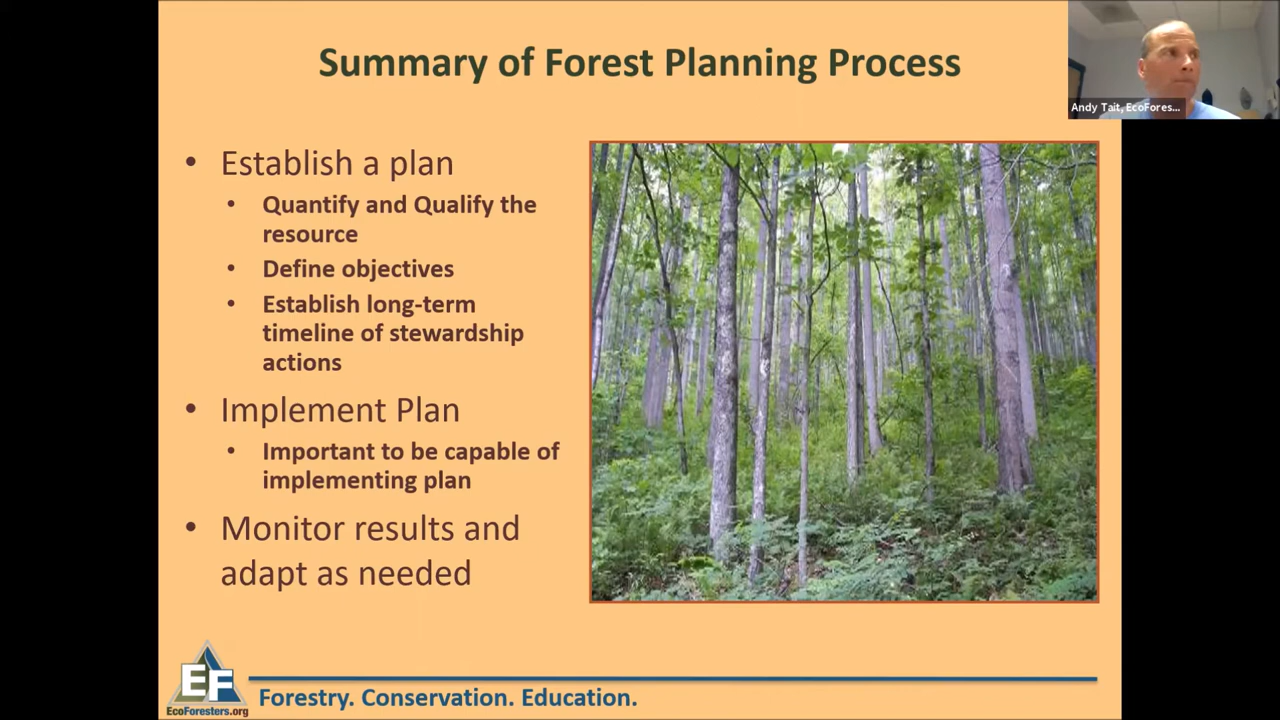 Summary of Forest Planning Process
Andy Tait, EcoFores...
• Establish a plan
• Quantify and Qualify the
resource
• Define objectives
• Establish long-term
timeline of stewardship
actions
• Implement Plan
• Important to be capable of
implementing plan
• Monitor results and
adapt as needed
EF
EcoForesters.org
Forestry. Conservation. Education.